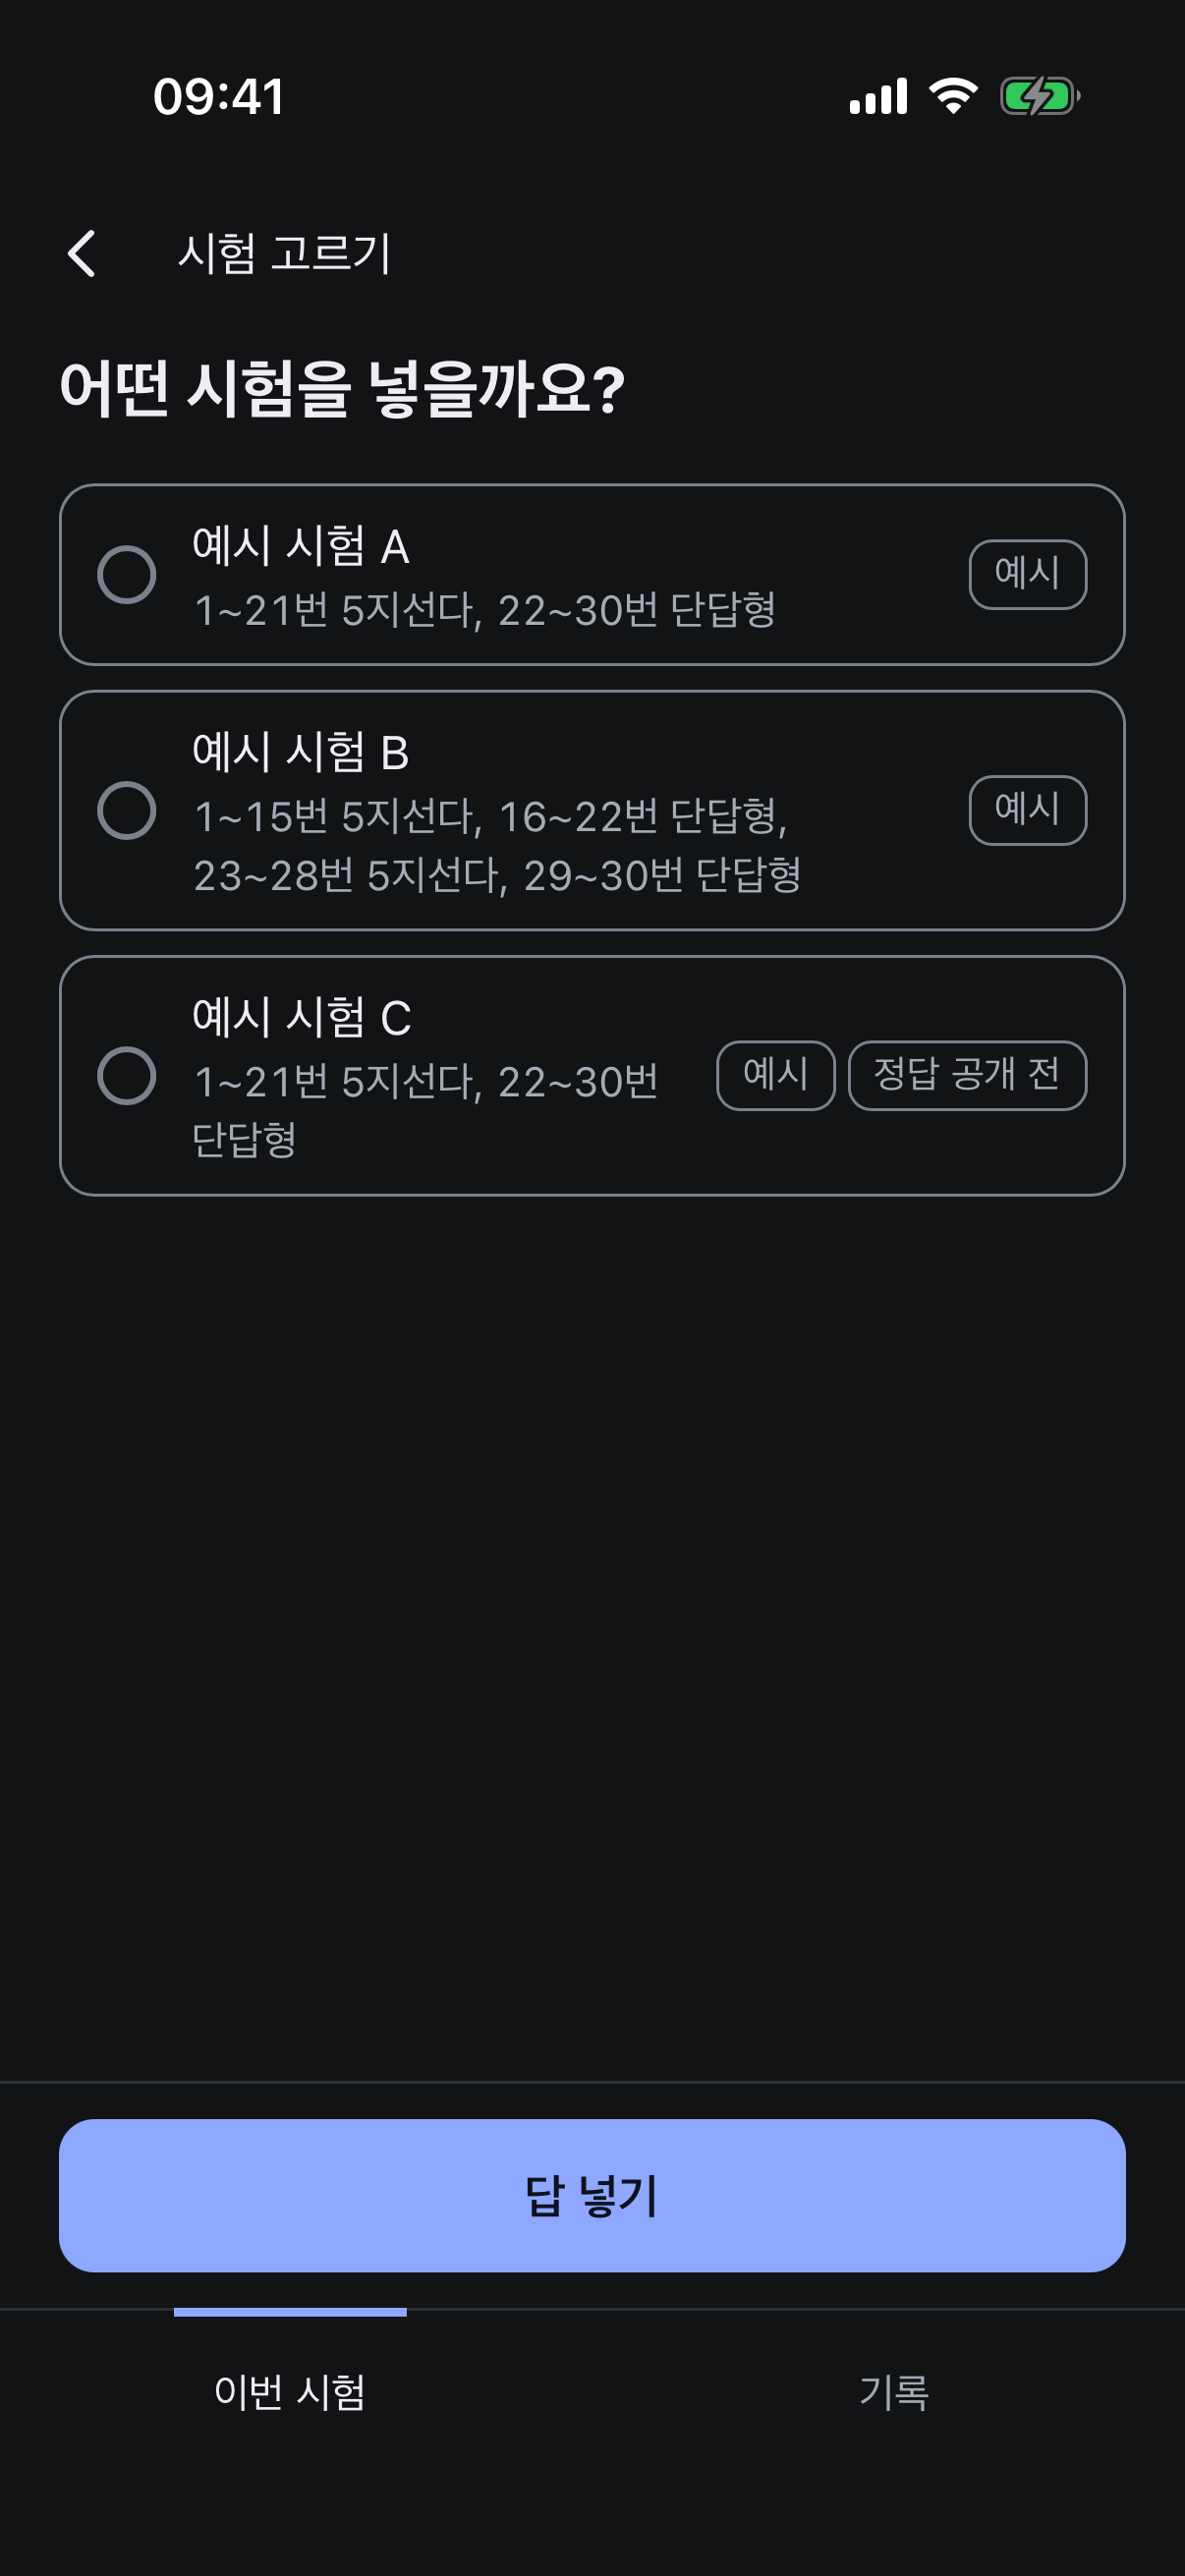 09:41
시험 고르기
어떤 시험을 넣을까요?
예시 시험 A
1~21번 5지선다, 22~30번 단답형
예시
예시 시험 B
1~15번 5지선다, 16~22번 단답형,
23~28번 5지선다, 29~30번 단답형
예시
예시 시험 C
1~21번 5지선다, 22~30번
단답형
예시
정답 공개 전
답 넣기
이번 시험
기록